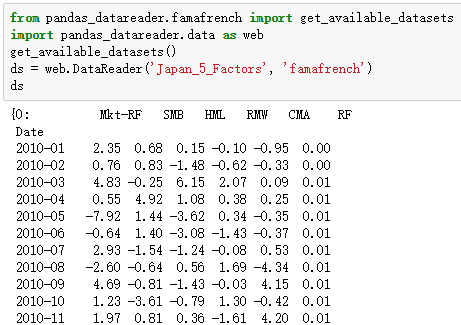 from pandas_datareader.famafrench import get_available_datasets
import pandas_datareader.data as web
get_available_datasets()
ds = web.DataReader('Japan_5_Factors', 'famafrench')
ds
{0:          Mkt-RF   SMB   HML   RMW   CMA    RF
Date
2010-01    2.35  0.68  0.15 -0.10 -0.95  0.00
2010-02    0.76  0.83 -1.48 -0.62 -0.33  0.00
2010-03    4.83 -0.25  6.15  2.07  0.09  0.01
2010-04    0.55  4.92  1.08  0.38  0.25  0.01
2010-05   -7.92  1.44 -3.62  0.34 -0.35  0.01
2010-06   -0.64  1.40 -3.08 -1.43 -0.37  0.01
2010-07    2.93 -1.54 -1.24 -0.08  0.53  0.01
2010-08   -2.60 -0.64  0.56  1.69 -4.34  0.01
2010-09    4.69 -0.81 -1.43 -0.03  4.15  0.01
2010-10    1.23 -3.61 -0.79  1.30 -0.42  0.01
2010-11    1.97  0.81  0.36 -1.61  4.20  0.01